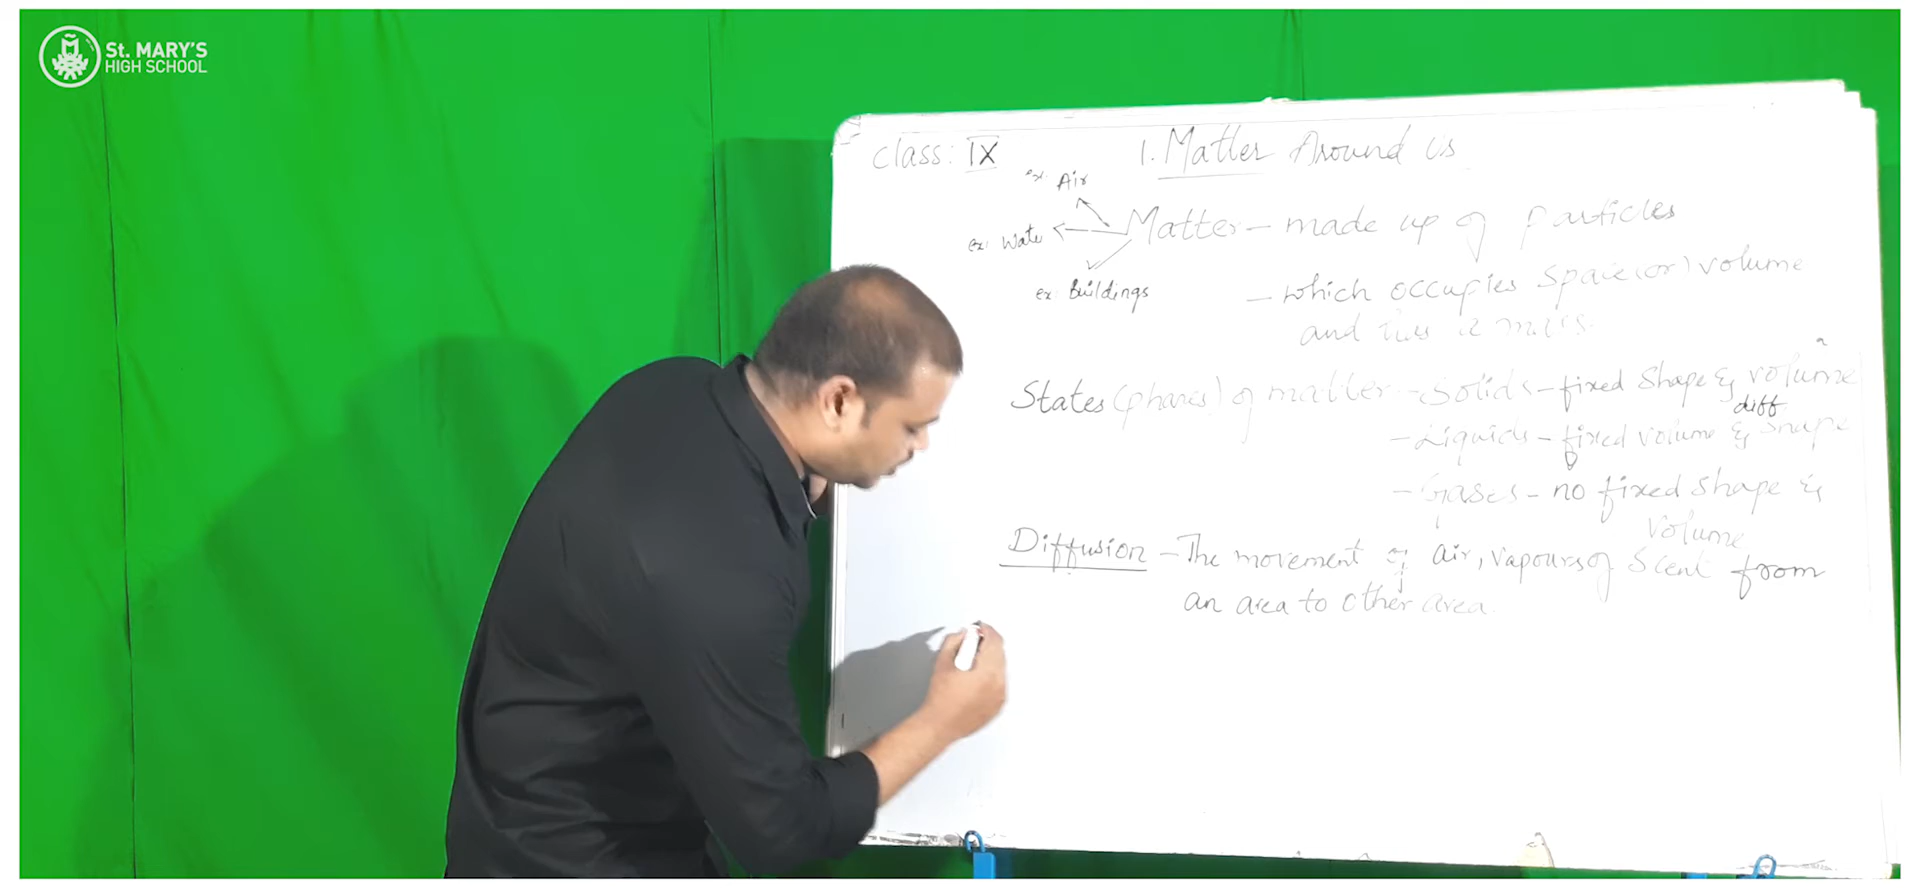 St. MARY'S
HIGH SCHOOL
class: IX
1. Matter Around us
ex: Air
ex: Water
ex: Buildings
Matter - made up of particles
- which occupies space (or) volume
and has a mass.
States (phases) of matter - Solids - fixed shape & volume
diff
- Liquids - fixed volume & shape
- Gases - no fixed shape &
volume
Diffusion - The movement of air, vapours of scent from
an area to other area.